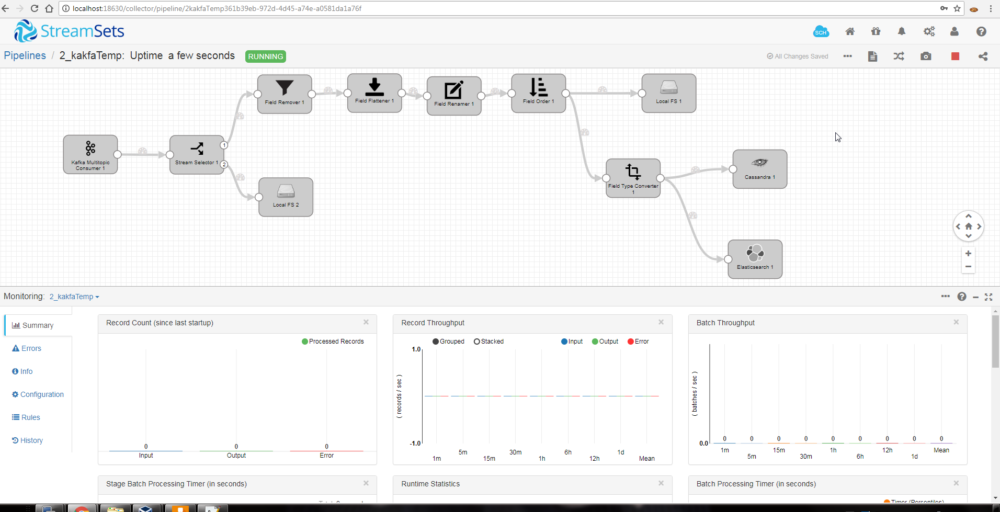 localhost:18630/collector/pipeline/2kakfaTemp361b39eb-972d-4d45-a74e-a0581da1a76f
StreamSets
SCH
Pipelines / 2_kakfaTemp: Uptime a few seconds RUNNING
All Changes Saved
Field Remover 1
Field Flattener 1
Field Renamer 1
Field Order 1
Local FS 1
Kafka Multitopic
Consumer 1
Stream Selector 1
1
2
Local FS 2
Field Type Converter
1
Cassandra 1
Elasticsearch 1
Monitoring: 2_kakfaTemp
Summary
Errors
Info
Configuration
Rules
History
Record Count (since last startup)
Processed Records
0 0 0
Input Output Error
Record Throughput
Grouped Stacked Input Output Error
1.0
( records / sec )
-1.0
1m 5m 15m 30m 1h 6h 12h 1d Mean
Batch Throughput
( batches / sec )
0.0
0 0 0 0 0 0 0 0 0
1m 5m 15m 30m 1h 6h 12h 1d Mean
Stage Batch Processing Timer (in seconds)
Runtime Statistics
Batch Processing Timer (in seconds)
Timer (Percentiles)